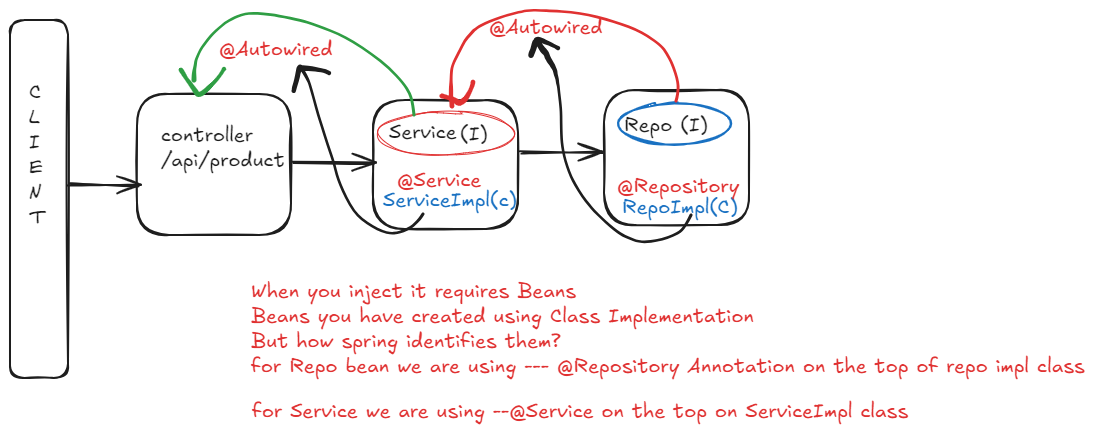 CLIENT
@Autowired
@Autowired
controller
/api/product
Service (I)
@Service
ServiceImpl(c)
Repo (I)
@Repository
RepoImpl(C)
When you inject it requires Beans
Beans you have created using Class Implementation
But how spring identifies them?
for Repo bean we are using --- @Repository Annotation on the top of repo impl class
for Service we are using --@Service on the top on ServiceImpl class